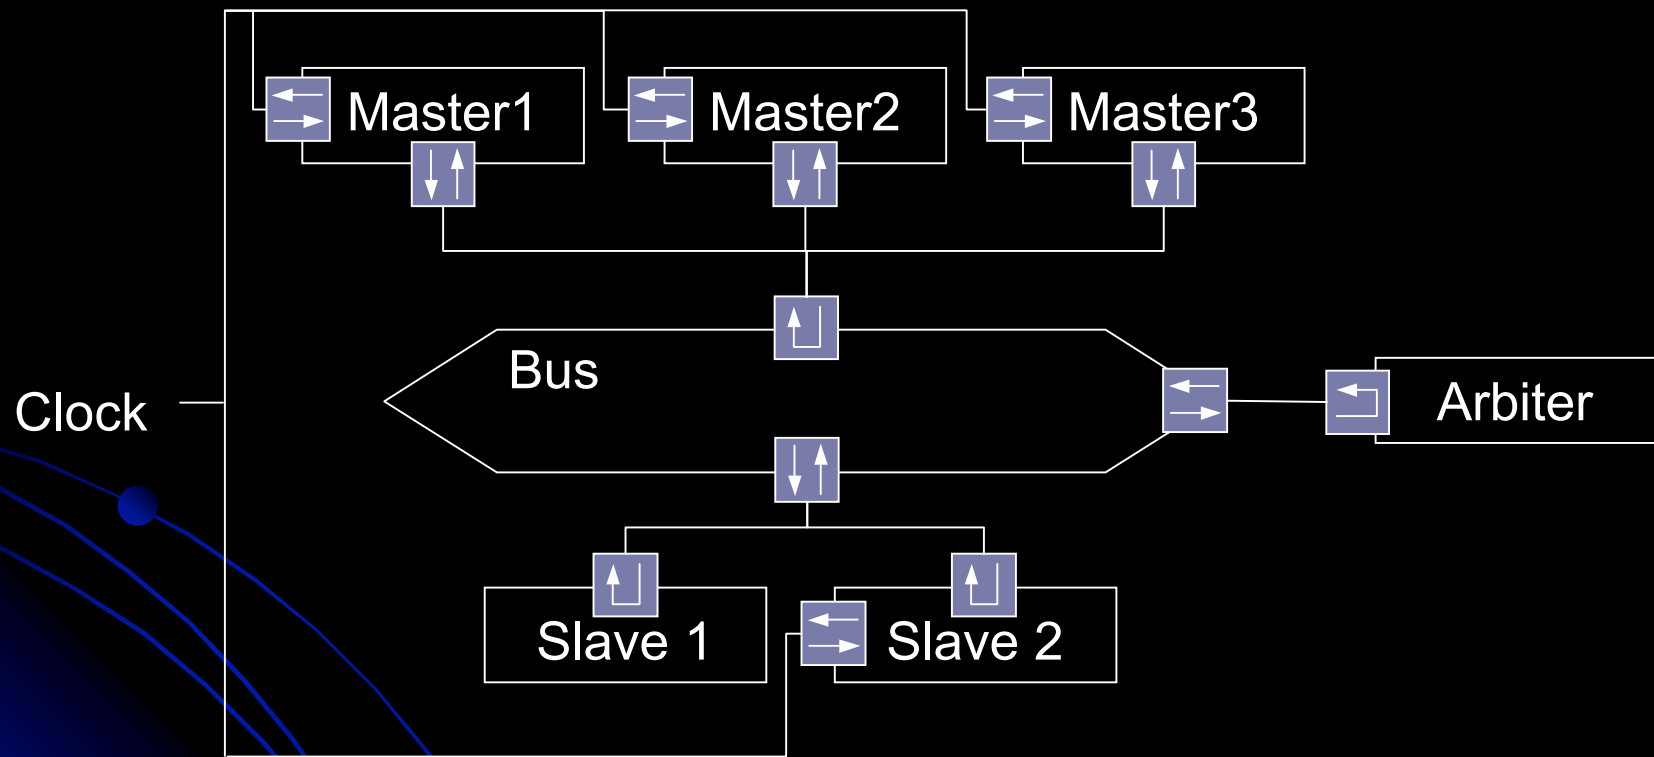 Master1
Master2
Master3
Bus
Clock
Arbiter
Slave 1
Slave 2